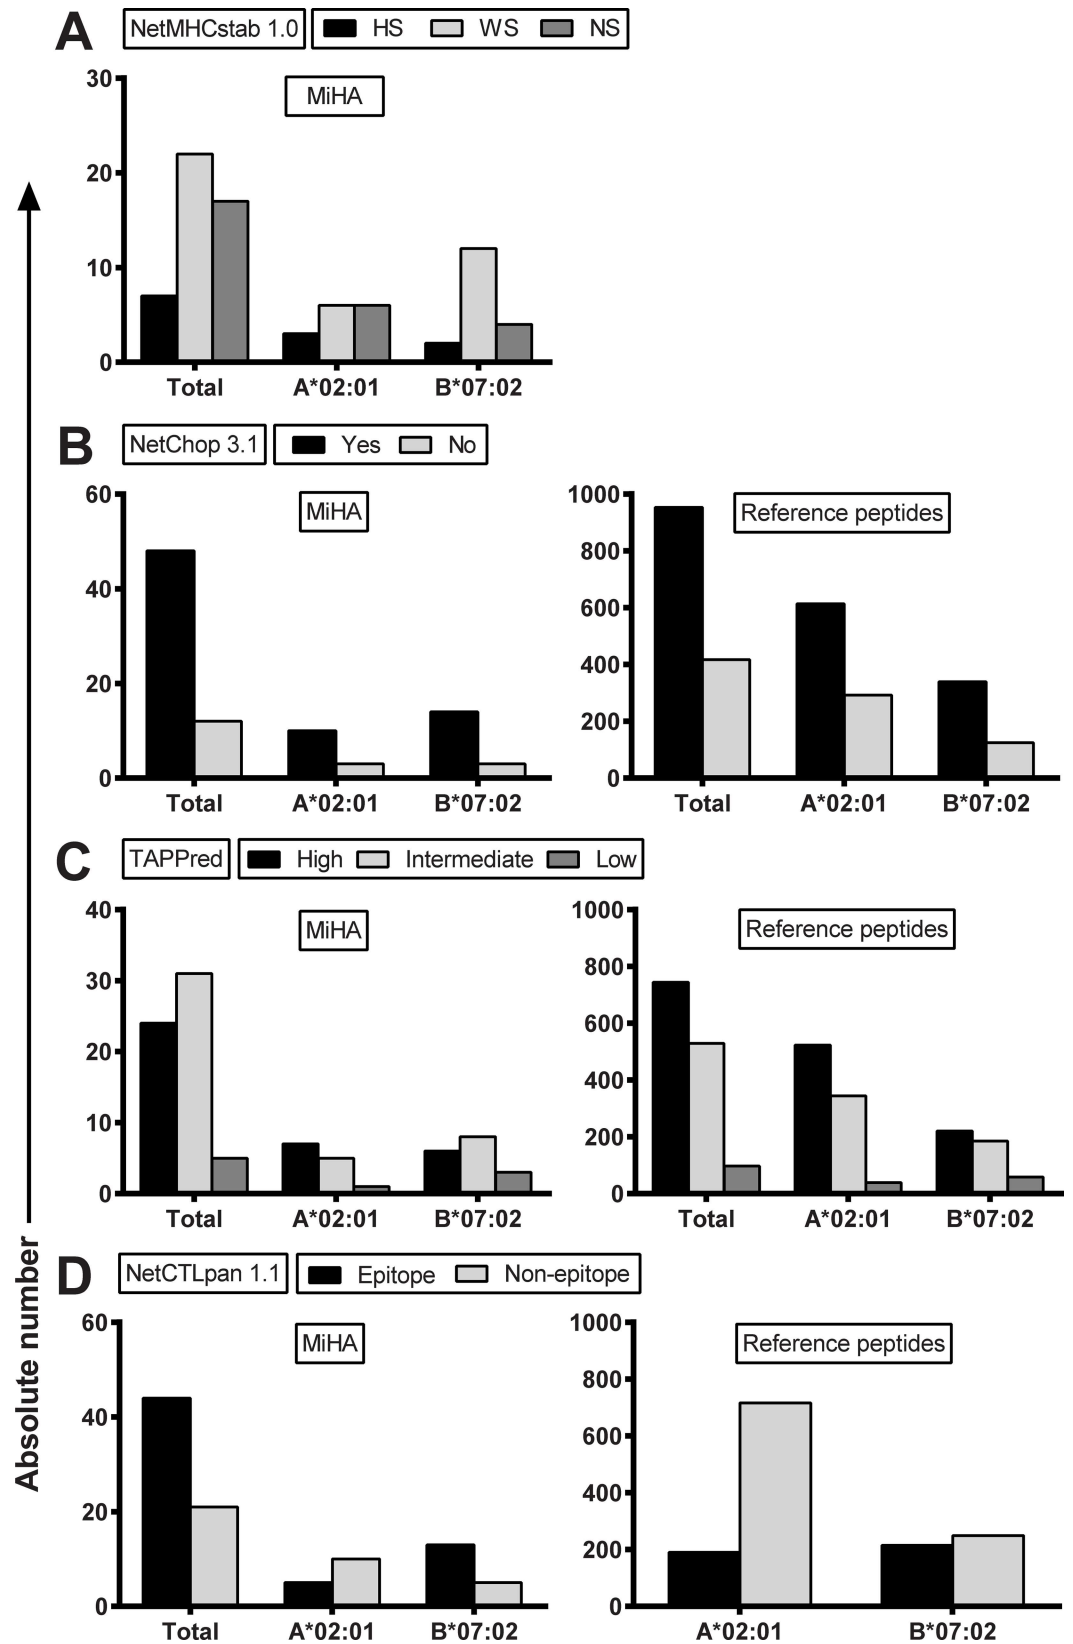 A NetMHCstab 1.0 HS WS NS
MiHA
30
20
10
0
Total A*02:01 B*07:02
B NetChop 3.1 Yes No
MiHA
60
40
20
0
Total A*02:01 B*07:02
Reference peptides
1000
800
600
400
200
0
Total A*02:01 B*07:02
C TAPPred High Intermediate Low
MiHA
40
30
20
10
0
Total A*02:01 B*07:02
Reference peptides
1000
800
600
400
200
0
Total A*02:01 B*07:02
D NetCTLpan 1.1 Epitope Non-epitope
MiHA
60
40
20
0
Total A*02:01 B*07:02
Reference peptides
1000
800
600
400
200
0
A*02:01 B*07:02
Absolute number